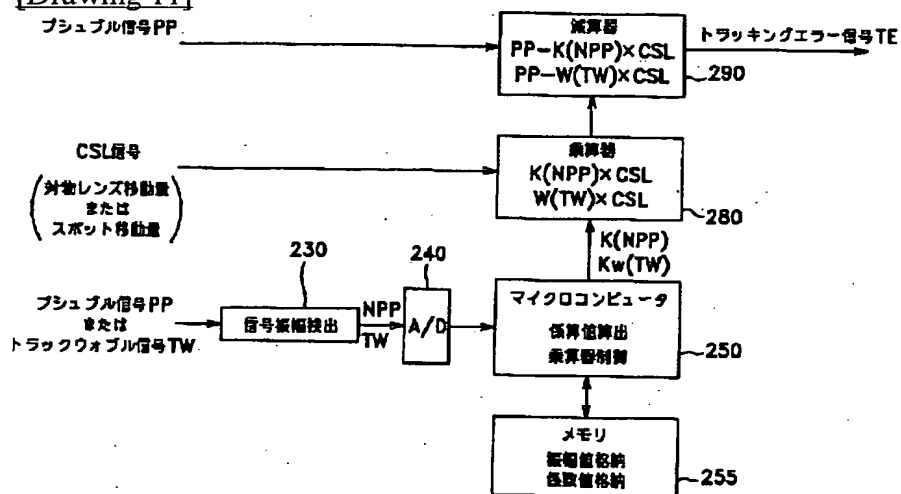 [Drawing 11]
プシュプル信号PP
減算器
PP-K(NPP)×CSL
PP-W(TW)×CSL
トラッキングエラー信号TE
290
CSL信号
対物レンズ移動量
または
スポット移動量
乗算器
K(NPP)×CSL
W(TW)×CSL
280
K(NPP)
Kw(TW)
230
240
プシュプル信号PP
または
トラックウォブル信号TW
信号振幅検出
NPP
TW
A/D
マイクロコンピュータ
係算値算出
乗算器制御
250
メモリ
振幅値格納
係数値格納
255